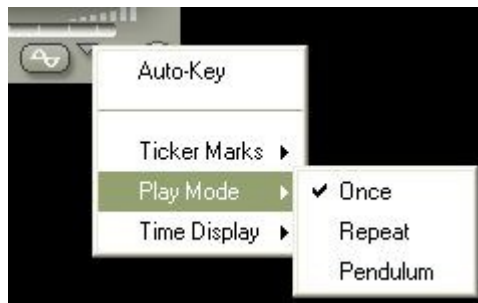 Auto-Key
Ticker Marks
Play Mode
Time Display
Once
Repeat
Pendulum